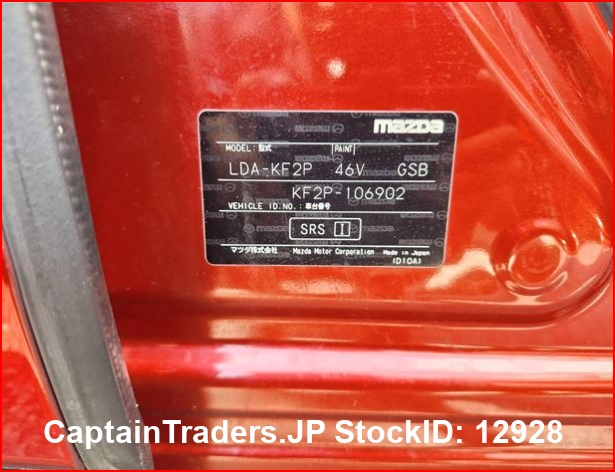 mazda
MODEL: 型式 PAINT
LDA-KF2P 46V GSB
KF2P-106902
VEHICLE ID.NO.: 車台番号
SRS I
マツダ株式会社 Mazda Motor Corporation Made in Japan
(D10A)
CaptainTraders.JP StockID: 12928